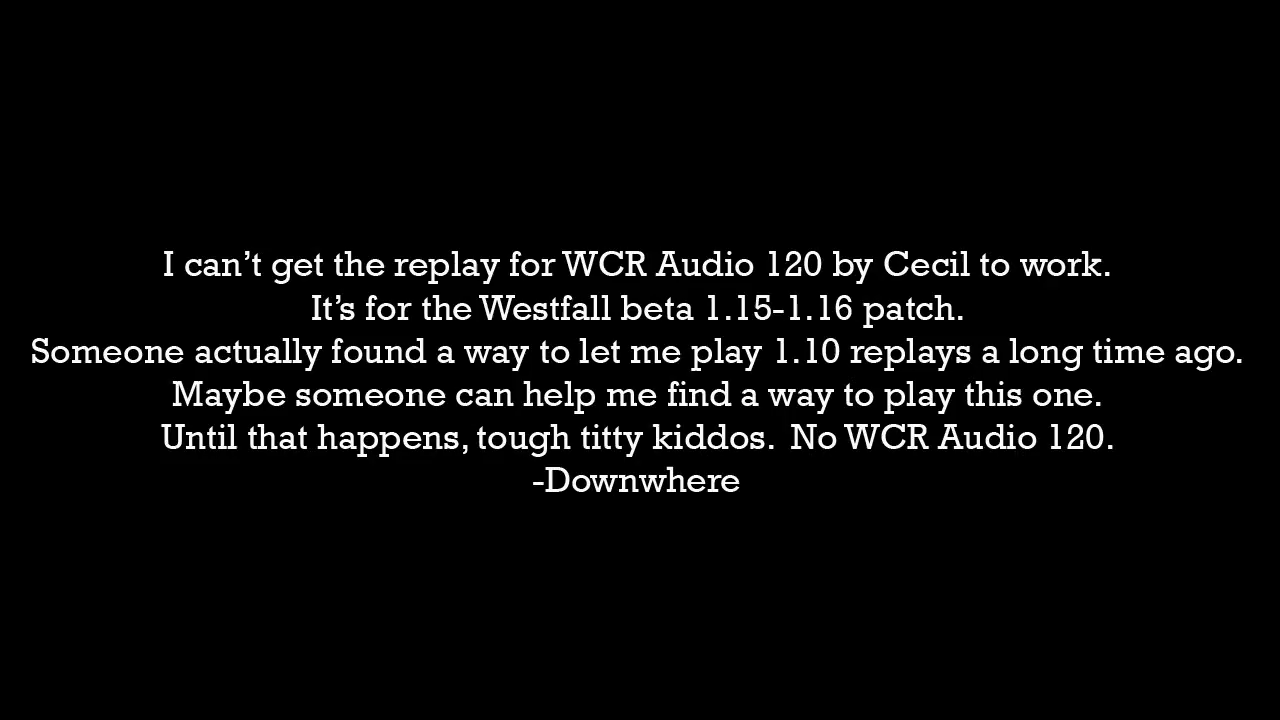 I can’t get the replay for WCR Audio 120 by Cecil to work.
It’s for the Westfall beta 1.15-1.16 patch.
Someone actually found a way to let me play 1.10 replays a long time ago.
Maybe someone can help me find a way to play this one.
Until that happens, tough titty kiddos.  No WCR Audio 120.
-Downwhere